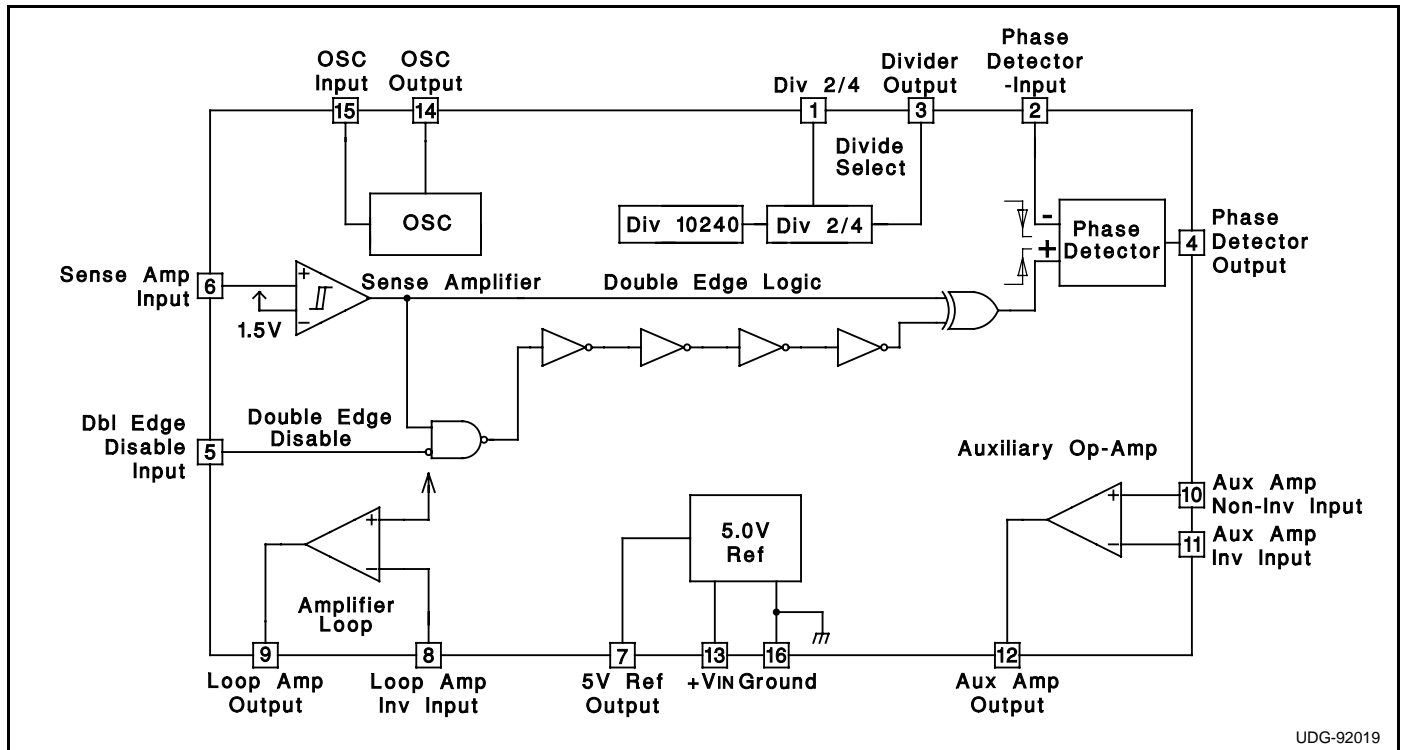 OSC
Input
OSC
Output
Div 2/4
Divider
Output
Phase
Detector
-Input
15
14
1
3
2
Divide
Select
OSC
Div 10240
Div 2/4
-
+
Phase
Detector
4
Phase
Detector
Output
Sense Amp
Input
6
+
−
1.5V
Sense Amplifier
Double Edge Logic
Dbl Edge
Disable
Input
5
Double Edge
Disable
Auxiliary Op-Amp
+
−
10
Aux Amp
Non-Inv Input
11
Aux Amp
Inv Input
+
−
Amplifier
Loop
5.0V
Ref
9
8
7
13
16
12
Loop Amp
Output
Loop Amp
Inv Input
5V Ref
Output
+VIN
Ground
Aux Amp
Output
UDG-92019